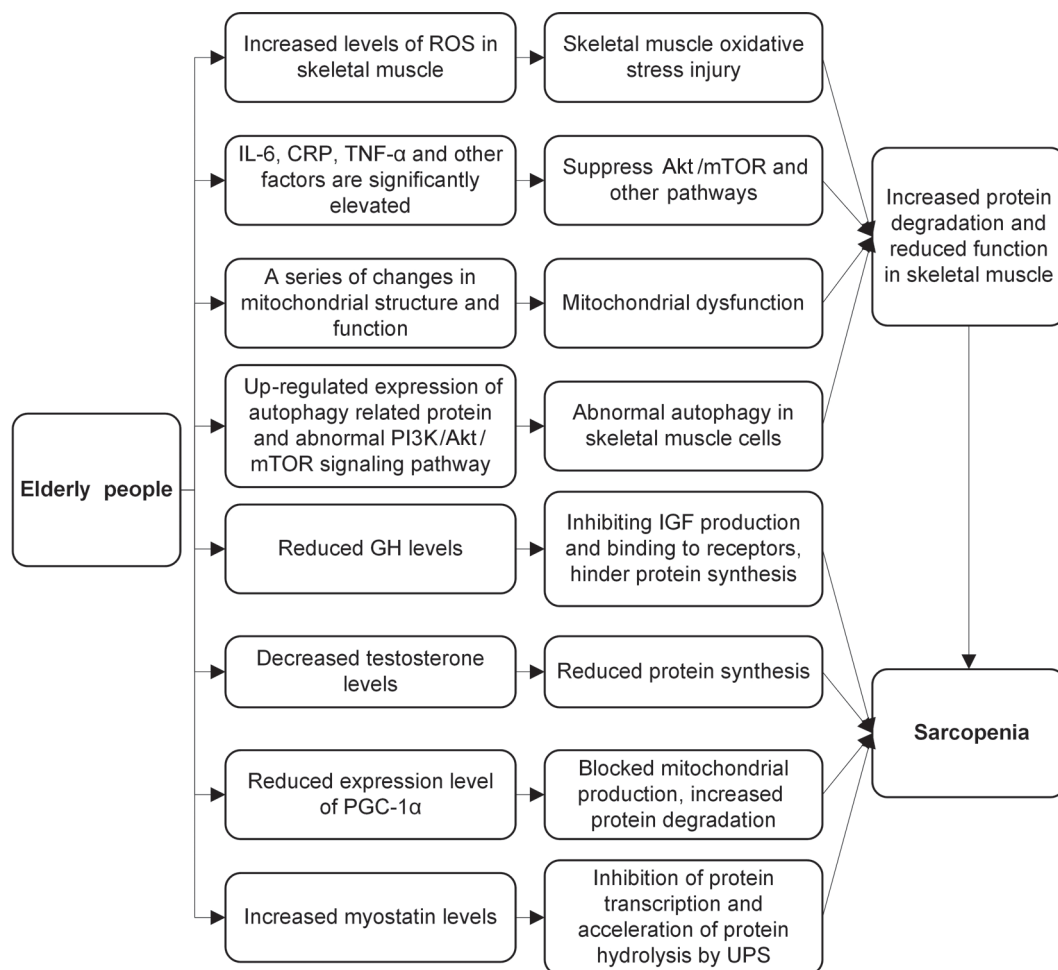 Increased levels of ROS in
skeletal muscle
Skeletal muscle oxidative
stress injury
IL-6, CRP, TNF-α and other
factors are significantly
elevated
Suppress Akt/mTOR and
other pathways
Increased protein
degradation and
reduced function
in skeletal muscle
A series of changes in
mitochondrial structure and
function
Mitochondrial dysfunction
Up-regulated expression of
autophagy related protein
and abnormal PI3K/Akt/
mTOR signaling pathway
Abnormal autophagy in
skeletal muscle cells
Elderly people
Reduced GH levels
Inhibiting IGF production
and binding to receptors,
hinder protein synthesis
Decreased testosterone
levels
Reduced protein synthesis
Sarcopenia
Reduced expression level
of PGC-1α
Blocked mitochondrial
production, increased
protein degradation
Increased myostatin levels
Inhibition of protein
transcription and
acceleration of protein
hydrolysis by UPS